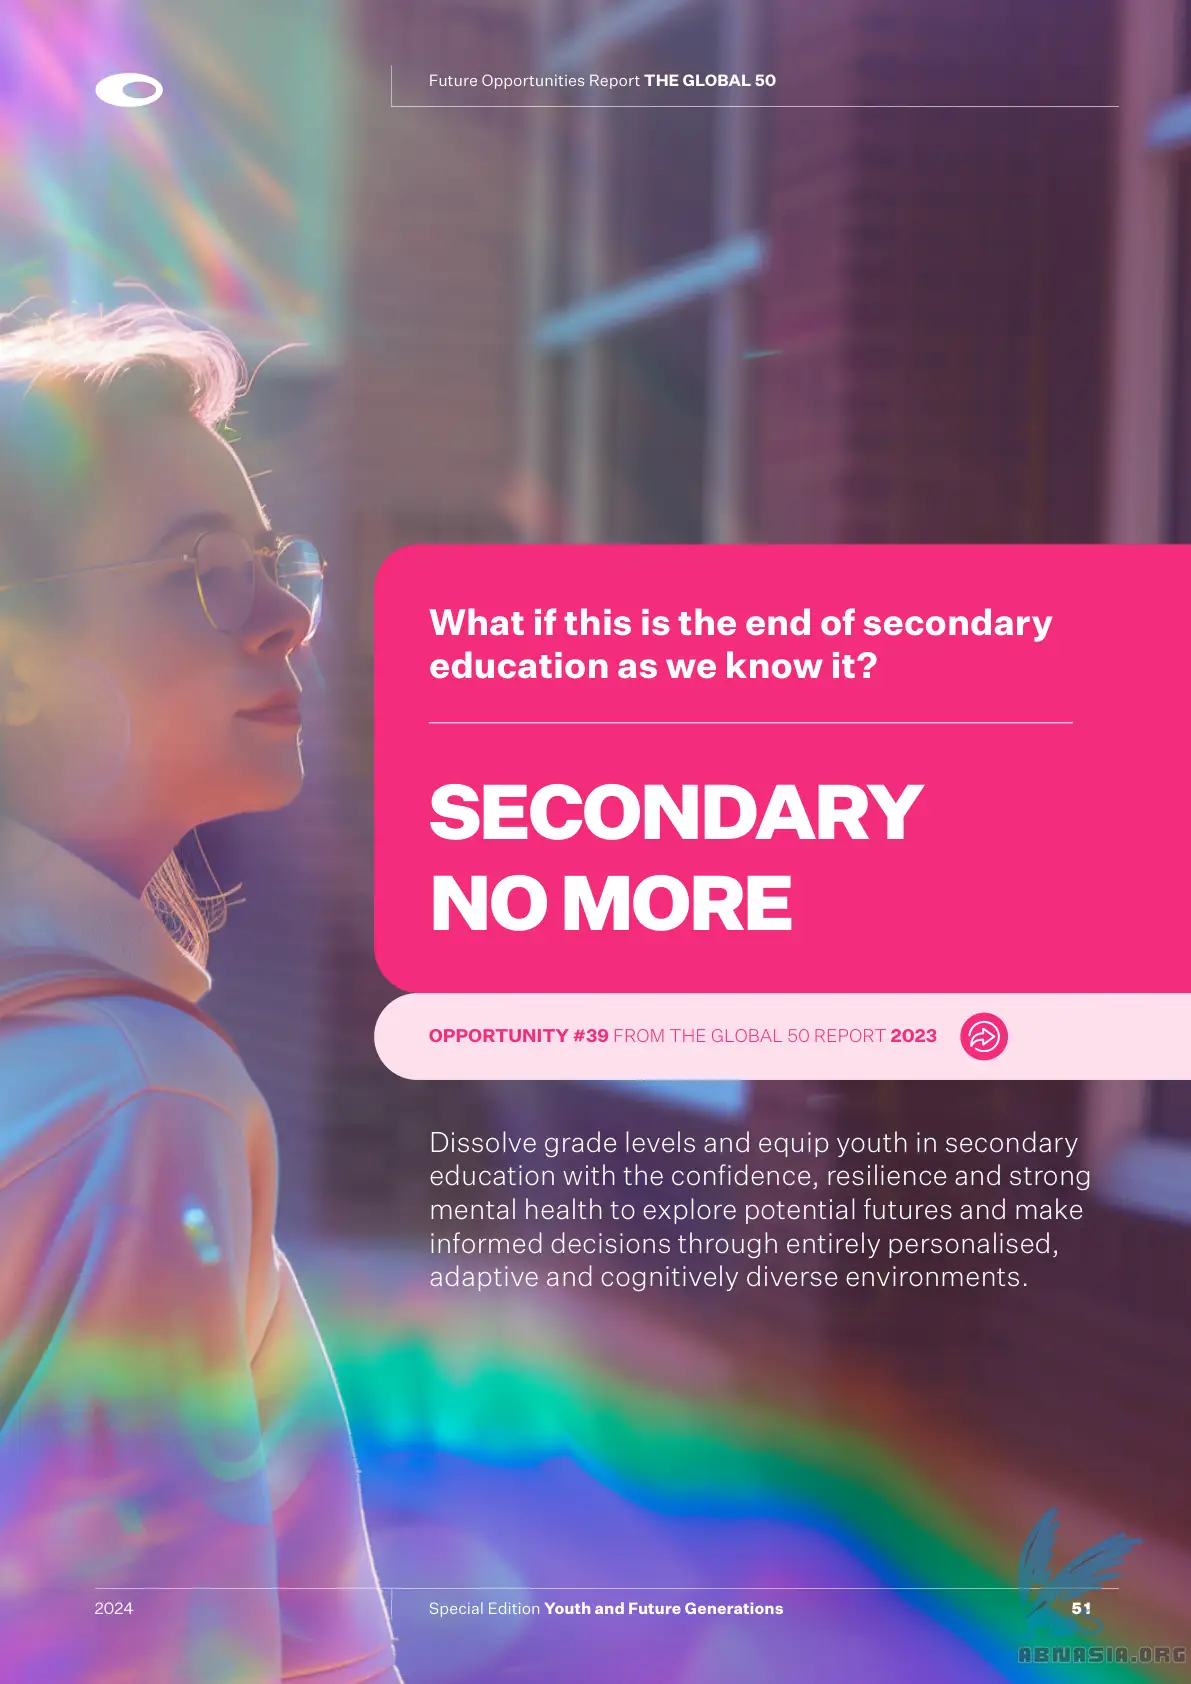 Future Opportunities Report THE GLOBAL 50
What if this is the end of secondary
education as we know it?
SECONDARY
NO MORE
OPPORTUNITY #39 FROM THE GLOBAL 50 REPORT 2023
Dissolve grade levels and equip youth in secondary
education with the confidence, resilience and strong
mental health to explore potential futures and make
informed decisions through entirely personalised,
adaptive and cognitively diverse environments.
2024
Special Edition Youth and Future Generations
51
ABNASIA.ORG